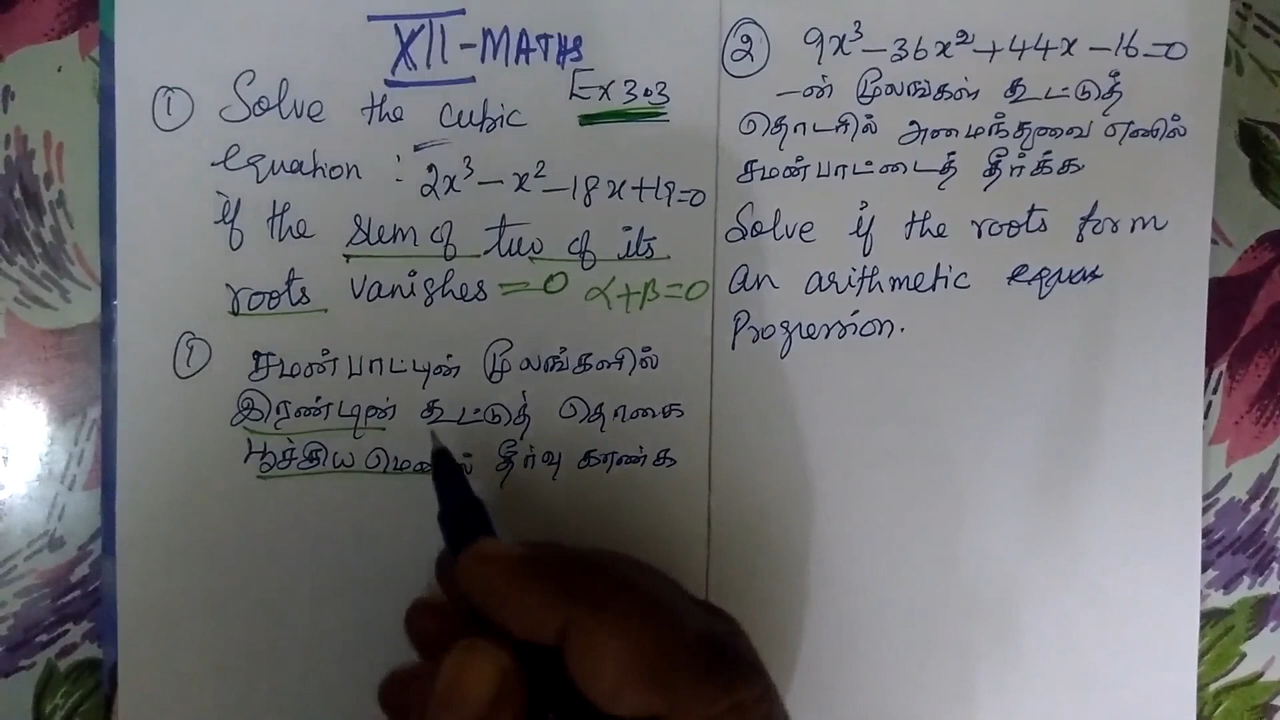 XII-MATHS
Ex 3.3
① Solve the cubic
equation : 2x³ - x² - 18x + 19 = 0
if the sum of two of its
roots vanishes = 0 α+β=0
① சமன்பாட்டின் மூலங்களில்
இரண்டின் கூட்டுத் தொகை
பூச்சியமெனில் தீர்வு காண்க
② 9x³ - 36x² + 44x - 16 = 0
-ன் மூலங்கள் கூட்டுத்
தொடரில் அமைந்துவை எனில்
சமன்பாட்டைத் தீர்க்க
Solve if the roots form
an arithmetic
Progression.